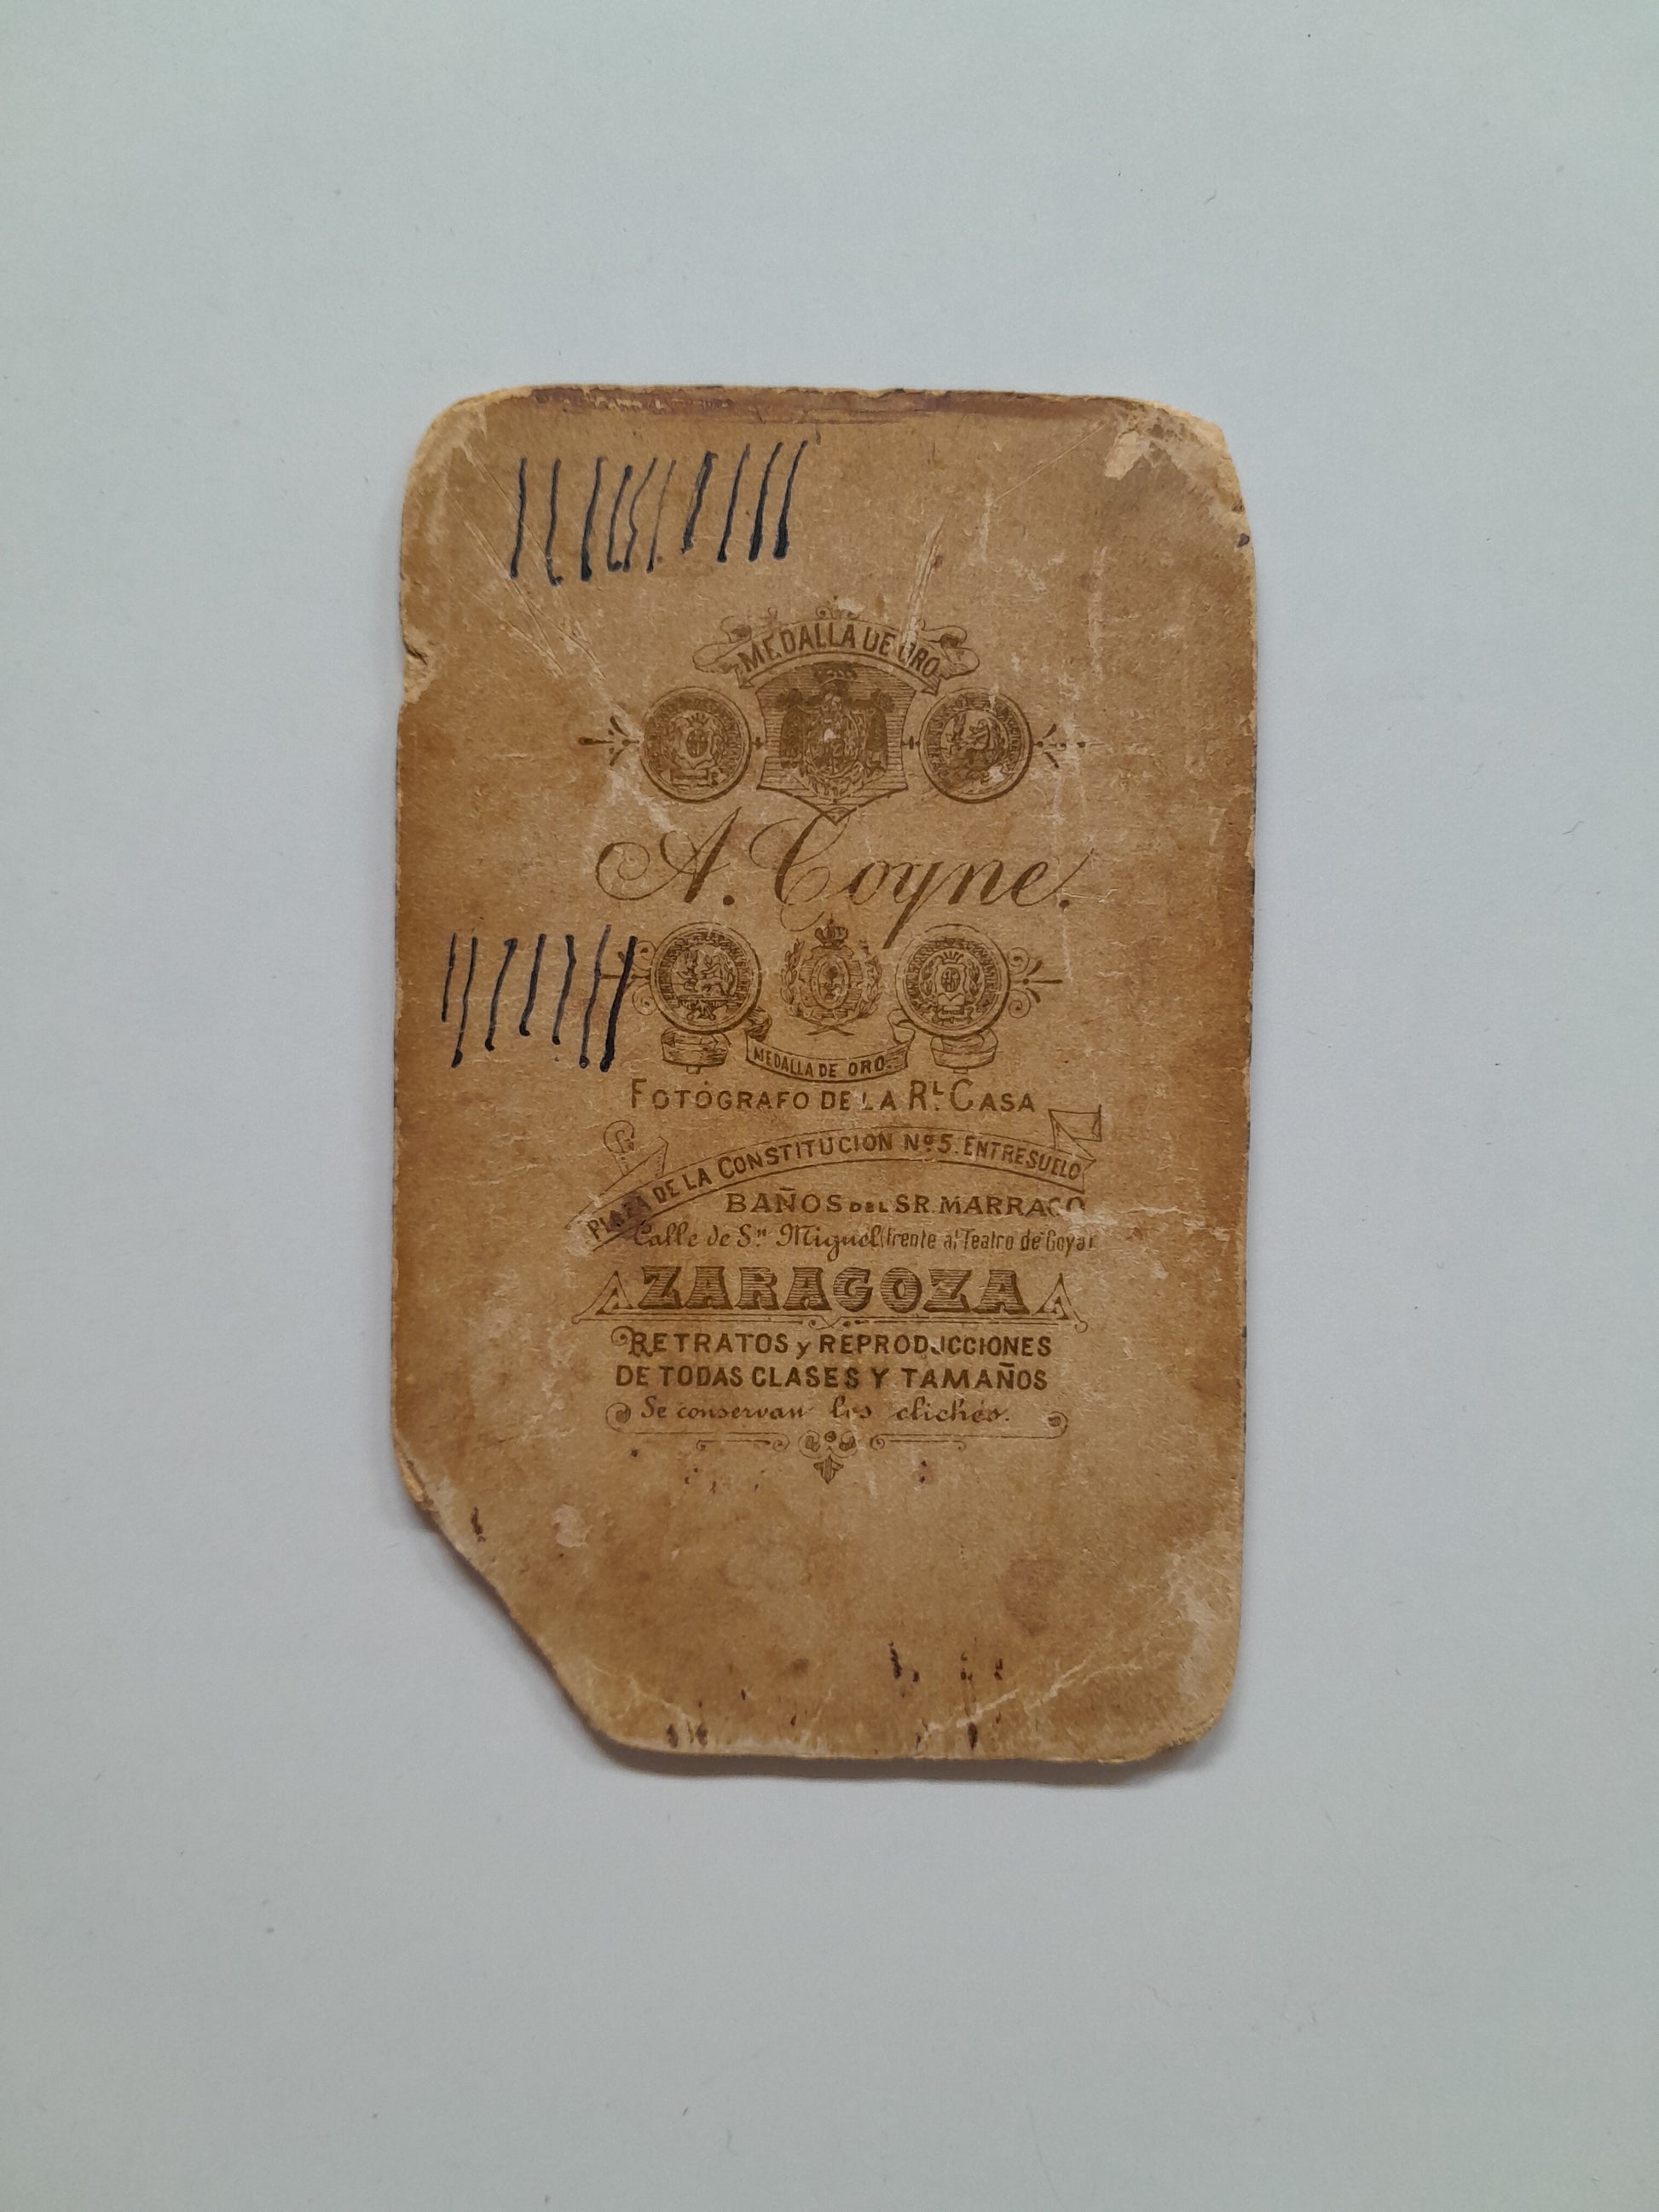 MEDALLA DE ORO
A. Coyne.
MEDALLA DE ORO
FOTÓGRAFO DE LA RL. CASA
PLAZA DE LA CONSTITUCION Nº 5. ENTRESUELO
BAÑOS DEL SR. MARRACO
Calle de Sn. Miguel (frente al Teatro de Goya)
ZARAGOZA
RETRATOS y REPRODUCCIONES
DE TODAS CLASES Y TAMAÑOS
Se conservan los clichés.